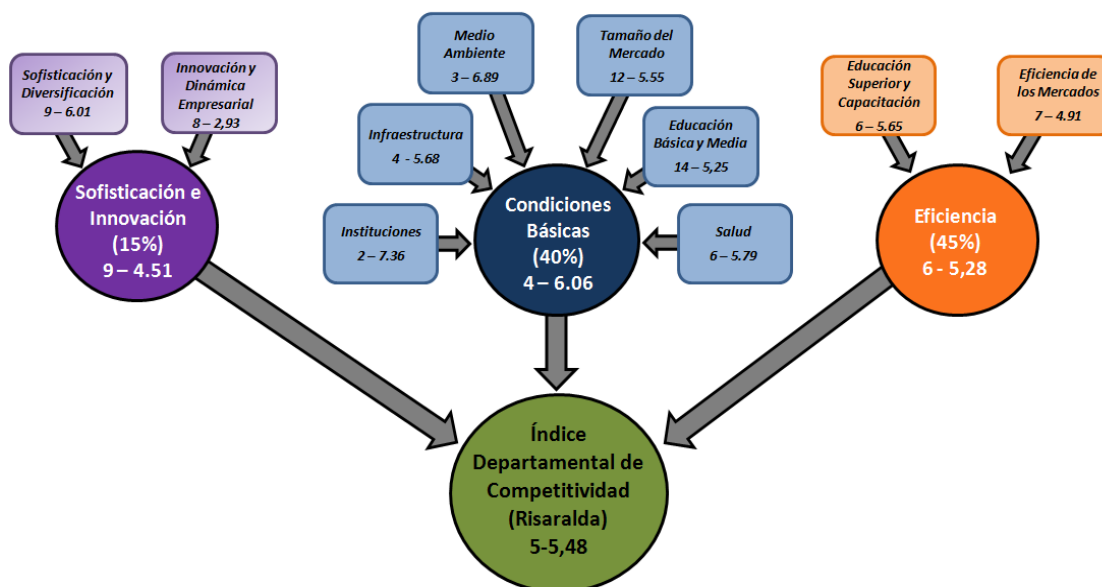 Sofisticación y
Diversificación
9 – 6.01
Innovación y
Dinámica
Empresarial
8 – 2,93
Sofisticación e
Innovación
(15%)
9 – 4.51
Medio
Ambiente
3 – 6.89
Tamaño del
Mercado
12 – 5.55
Infraestructura
4 - 5.68
Educación
Básica y Media
14 – 5,25
Instituciones
2 – 7.36
Salud
6 – 5.79
Condiciones
Básicas
(40%)
4 – 6.06
Educación
Superior y
Capacitación
6 – 5.65
Eficiencia de
los Mercados
7 – 4.91
Eficiencia
(45%)
6 - 5,28
Índice
Departamental de
Competitividad
(Risaralda)
5-5,48